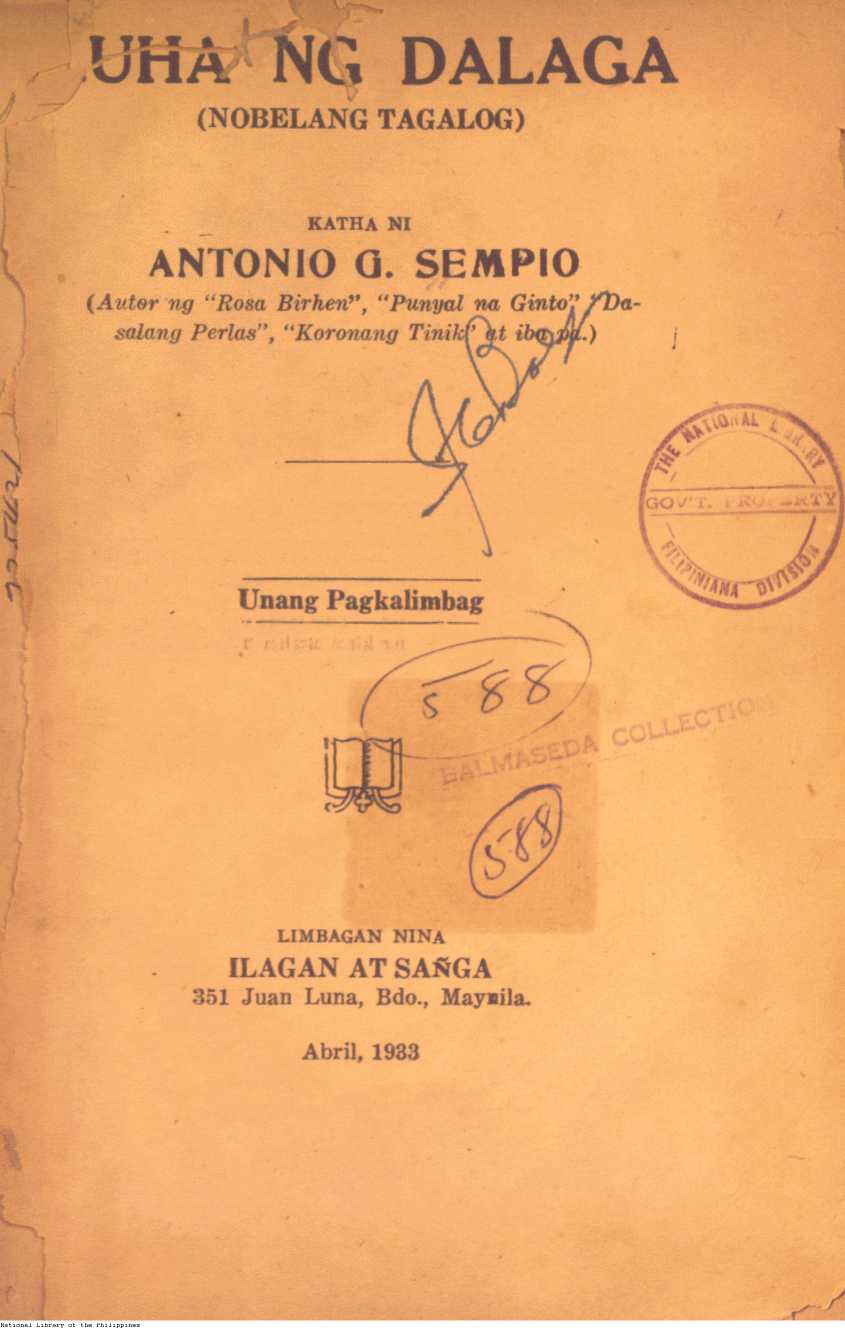 UHA NG DALAGA
(NOBELANG TAGALOG)
KATHA NI
ANTONIO G. SEMPIO
(Autor ng "Rosa Birhen", "Punyal na Ginto" "Da-
salang Perlas", "Koronang Tinik" at iba pa.)
THE NATIONAL LIBRARY
GOV'T. PROPERTY
FILIPINIANA DIVISION
Unang Pagkalimbag
588
BALMASEDA COLLECTION
588
LIMBAGAN NINA
ILAGAN AT SAÑGA
351 Juan Luna, Bdo., Maynila.
Abril, 1933
National Library of the Philippines